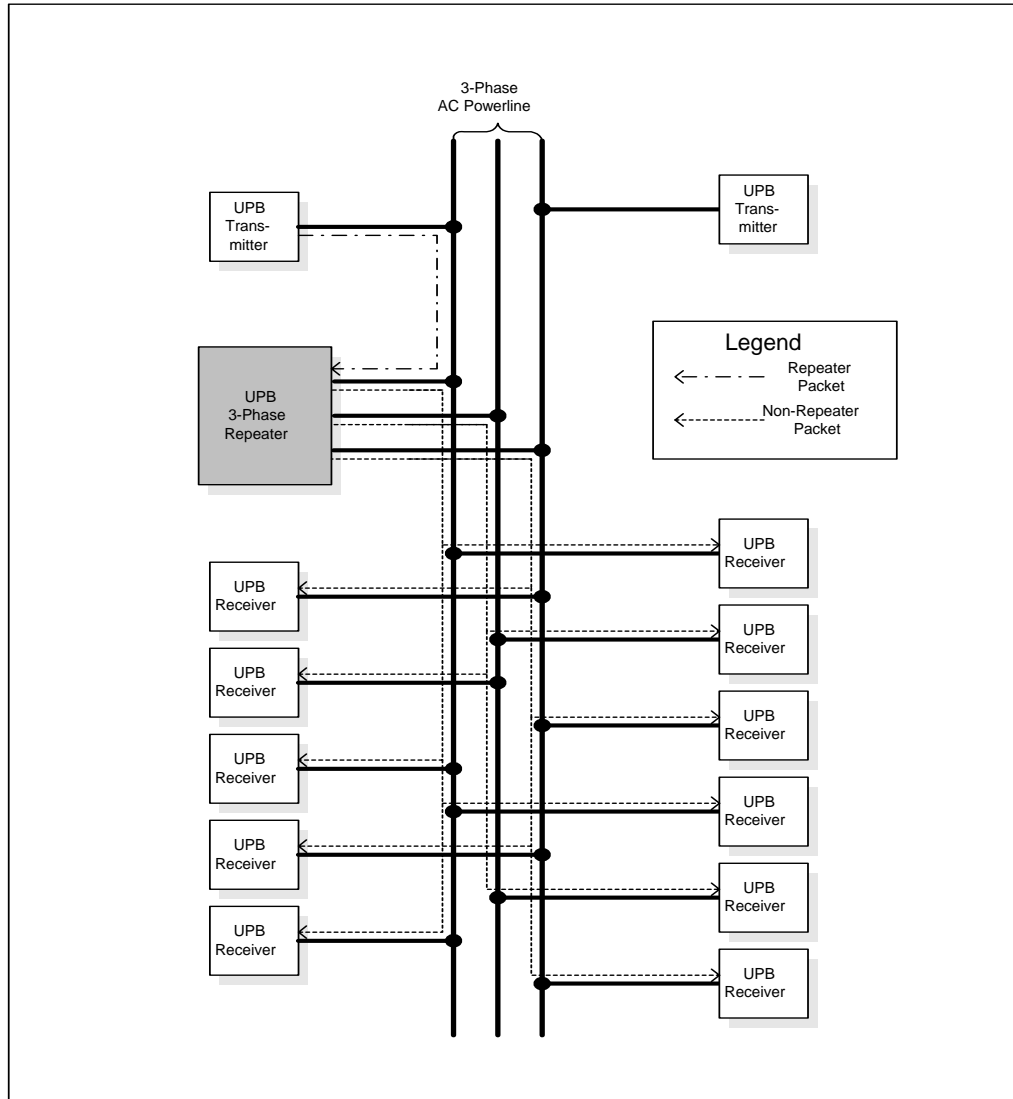 3-Phase
AC Powerline
UPB
Trans-
mitter
UPB
Trans-
mitter
UPB
3-Phase
Repeater
Legend
Repeater
Packet
Non-Repeater
Packet
UPB
Receiver
UPB
Receiver
UPB
Receiver
UPB
Receiver
UPB
Receiver
UPB
Receiver
UPB
Receiver
UPB
Receiver
UPB
Receiver
UPB
Receiver
UPB
Receiver